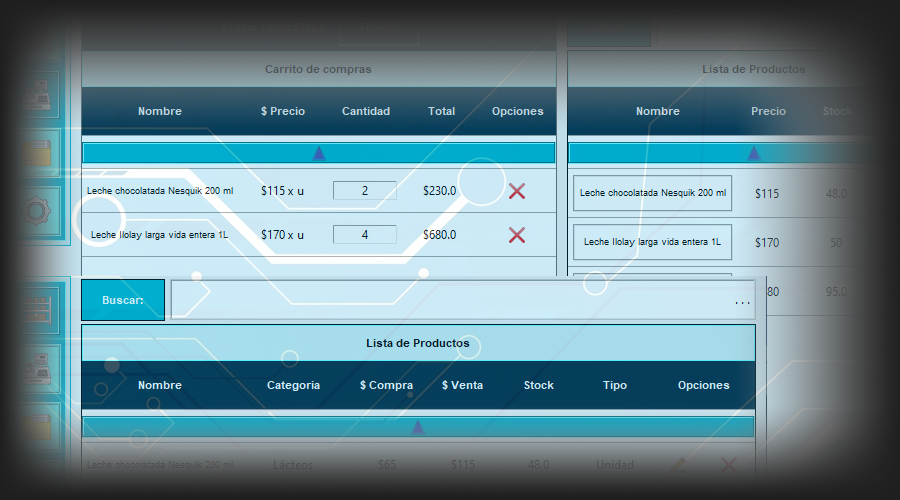 Carrito de compras
Nombre $ Precio Cantidad Total Opciones
Leche chocolatada Nesquik 200 ml $115 x u 2 $230.0
Leche Ilolay larga vida entera 1L $170 x u 4 $680.0
Lista de Productos
Nombre Precio Stock
Leche chocolatada Nesquik 200 ml $115 48.0
Leche Ilolay larga vida entera 1L $170 50
80 95.0
Buscar: ...
Lista de Productos
Nombre Categoria $ Compra $ Venta Stock Tipo Opciones
Leche chocolatada Nesquik 200 ml Lácteos $65 $115 48.0 Unidad